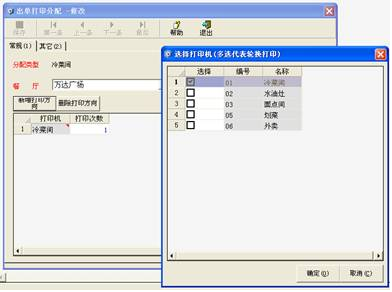 出单打印分配 -修改
保存 第一条 上一条 下一条 最后 帮助 退出
常规(1) 其它(2)
分配类型 冷菜间
餐 厅 万达广场
新增打印方向 删除打印方向
打印机 打印次数
1 冷菜间 1
选择打印机(多选代表轮换打印)
选择 编号 名称
1 01 冷菜间
2 02 水油灶
3 03 面点间
4 05 划菜
5 06 外卖
确定(O) 取消(C)